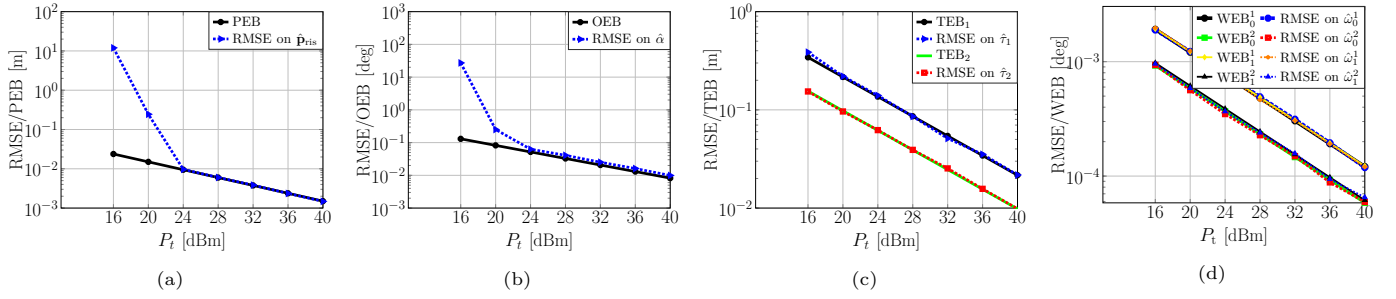 PEB
RMSE on p̂_ris
10^2
10^1
10^0
10^−1
10^−2
10^−3
16 20 24 28 32 36 40
RMSE/PEB [m]
P_t [dBm]
(a)
OEB
RMSE on α̂
10^3
10^2
10^1
10^0
10^−1
10^−2
10^−3
16 20 24 28 32 36 40
RMSE/OEB [deg]
P_t [dBm]
(b)
TEB_1
RMSE on τ̂_1
TEB_2
RMSE on τ̂_2
10^0
10^−1
10^−2
16 20 24 28 32 36 40
RMSE/TEB [m]
P_t [dBm]
(c)
WEB_0^1 RMSE on ω̂_0^1
WEB_0^2 RMSE on ω̂_0^2
WEB_1^1 RMSE on ω̂_1^1
WEB_1^2 RMSE on ω̂_1^2
10^−3
10^−4
16 20 24 28 32 36 40
RMSE/WEB [deg]
P_t [dBm]
(d)